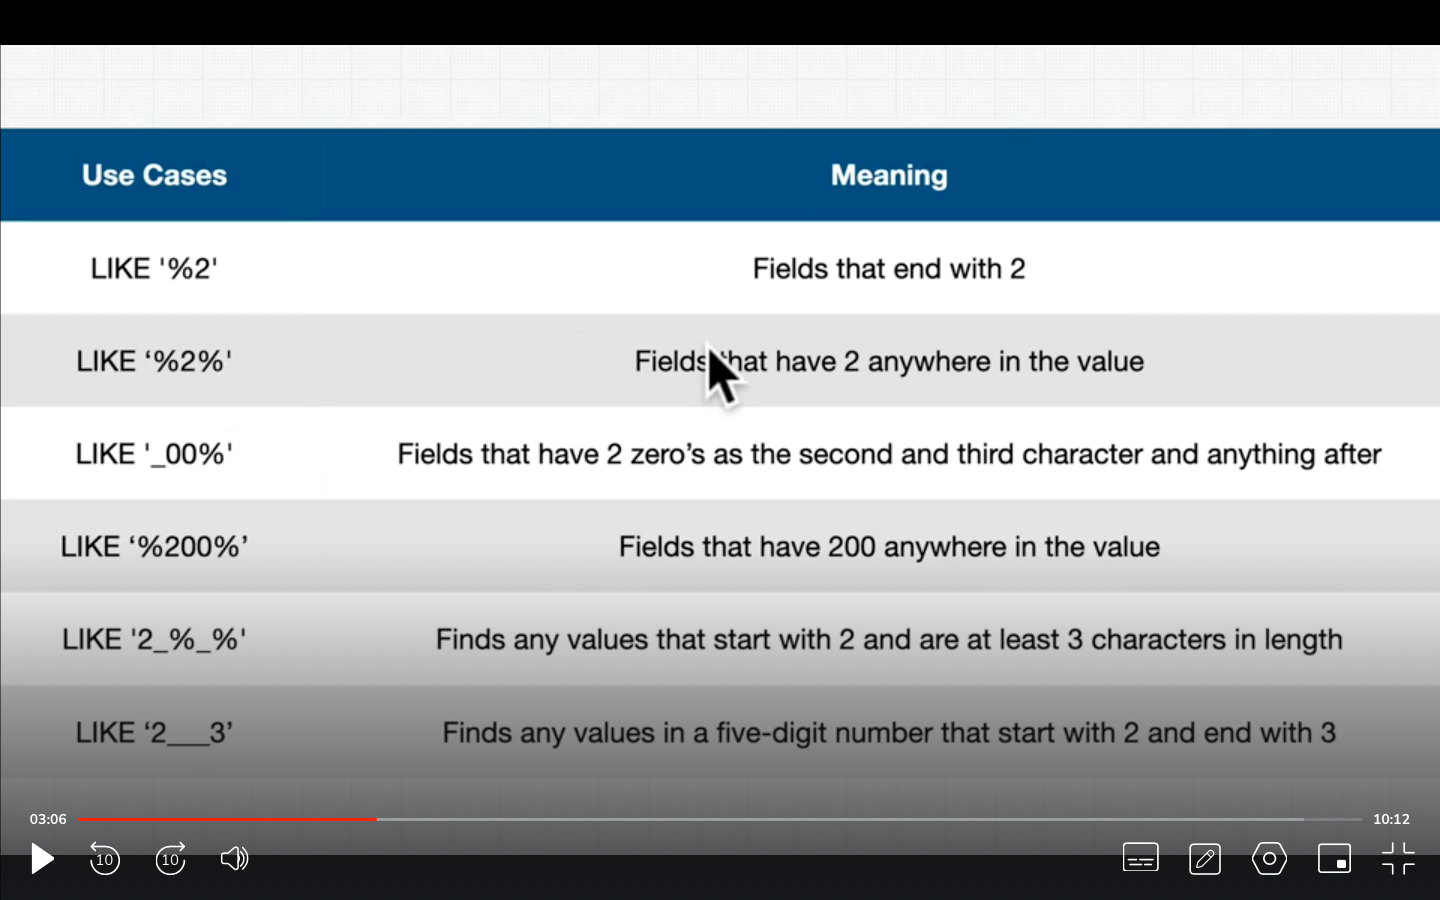 Use Cases Meaning
LIKE '%2' Fields that end with 2
LIKE ‘%2%' Fields that have 2 anywhere in the value
LIKE '_00%' Fields that have 2 zero’s as the second and third character and anything after
LIKE ‘%200%’ Fields that have 200 anywhere in the value
LIKE '2_%_%' Finds any values that start with 2 and are at least 3 characters in length
LIKE ‘2___3’ Finds any values in a five-digit number that start with 2 and end with 3
03:06 10:12
10 10